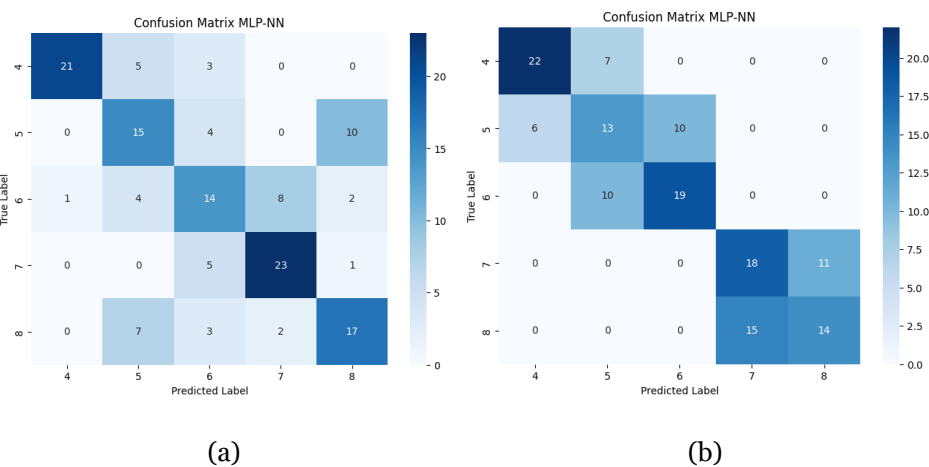 Confusion Matrix MLP-NN
True Label
4 21 5 3 0 0
5 0 15 4 0 10
6 1 4 14 8 2
7 0 0 5 23 1
8 0 7 3 2 17
4 5 6 7 8
Predicted Label
20
15
10
5
0
(a)
Confusion Matrix MLP-NN
True Label
4 22 7 0 0 0
5 6 13 10 0 0
6 0 10 19 0 0
7 0 0 0 18 11
8 0 0 0 15 14
4 5 6 7 8
Predicted Label
20.0
17.5
15.0
12.5
10.0
7.5
5.0
2.5
0.0
(b)